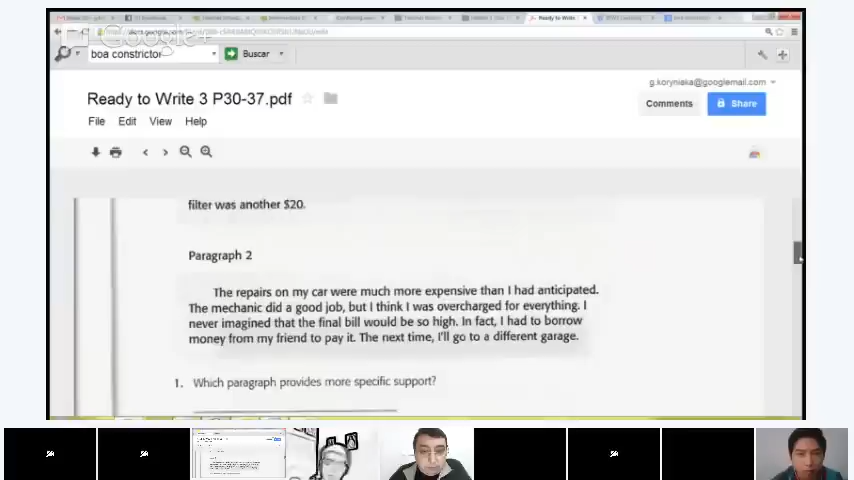 Ready to Write
Google+
boa constrictor
Buscar
g.koryniaka@googlemail.com
Ready to Write 3 P30-37.pdf
Comments
Share
File Edit View Help
filter was another $20.
Paragraph 2
The repairs on my car were much more expensive than I had anticipated.
The mechanic did a good job, but I think I was overcharged for everything. I
never imagined that the final bill would be so high. In fact, I had to borrow
money from my friend to pay it. The next time, I'll go to a different garage.
1. Which paragraph provides more specific support?